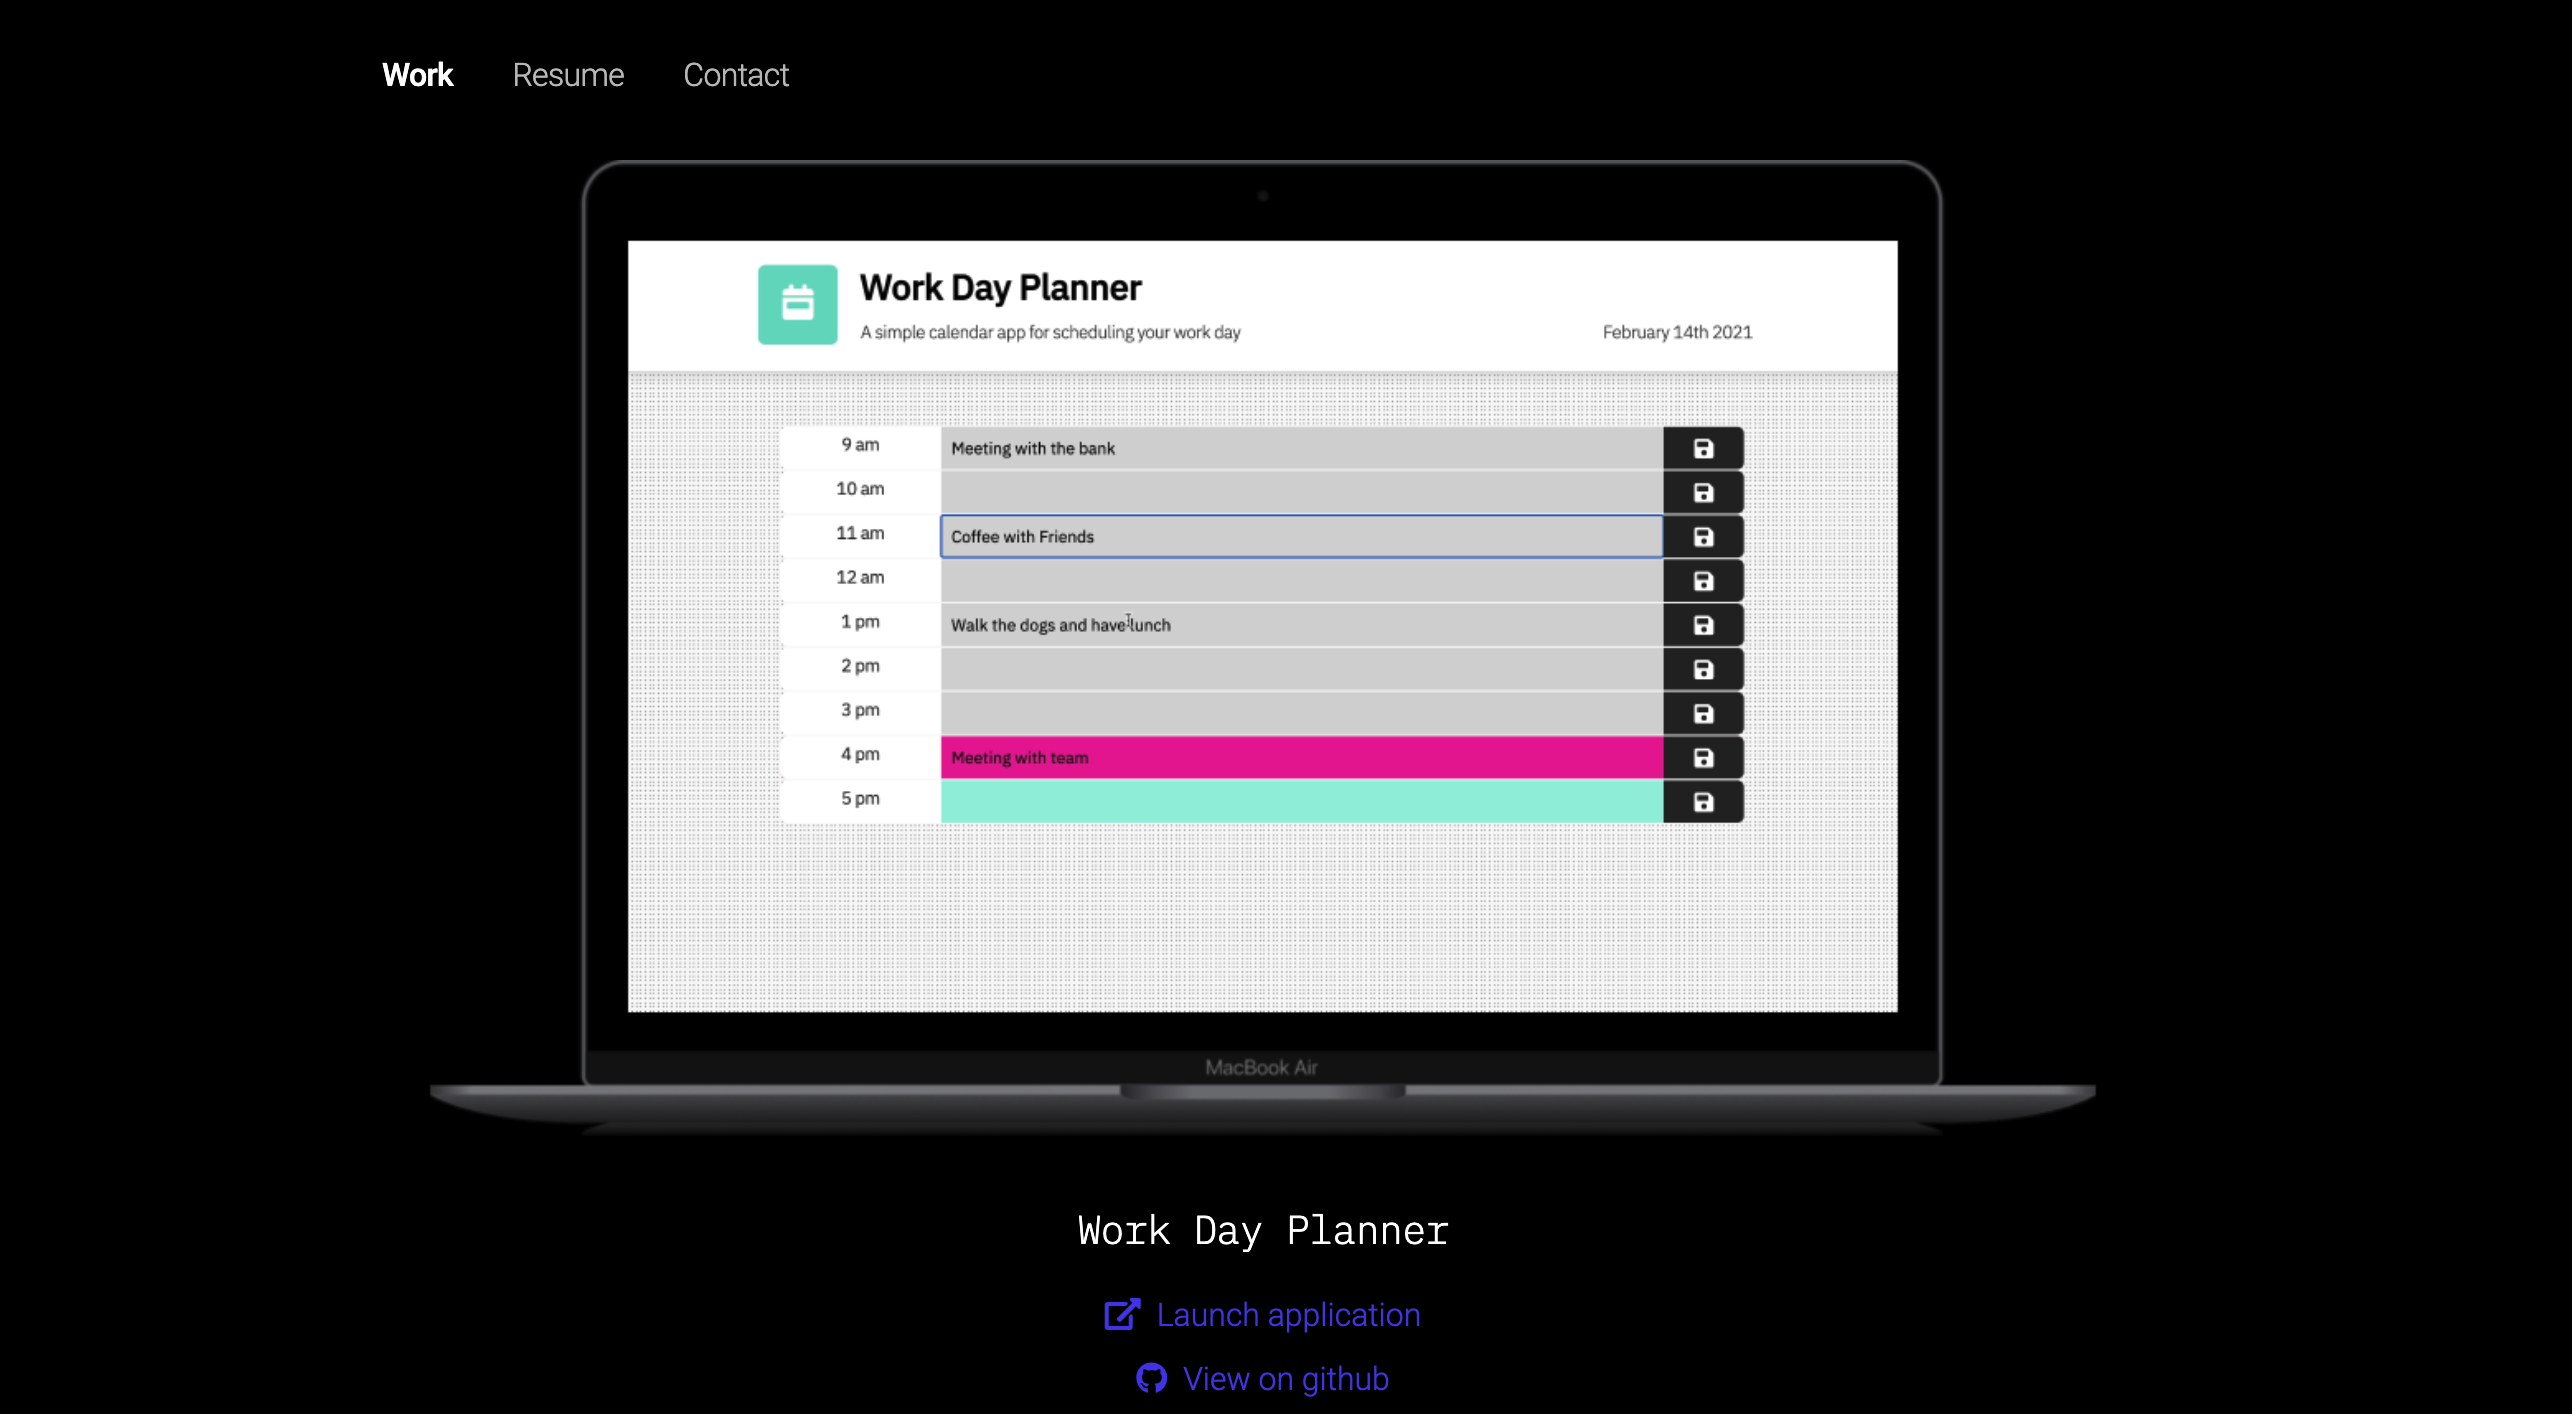 Work Resume Contact
Work Day Planner
A simple calendar app for scheduling your work day February 14th 2021
9 am Meeting with the bank
10 am
11 am Coffee with Friends
12 am
1 pm Walk the dogs and have lunch
2 pm
3 pm
4 pm Meeting with team
5 pm
MacBook Air
Work Day Planner
Launch application
View on github